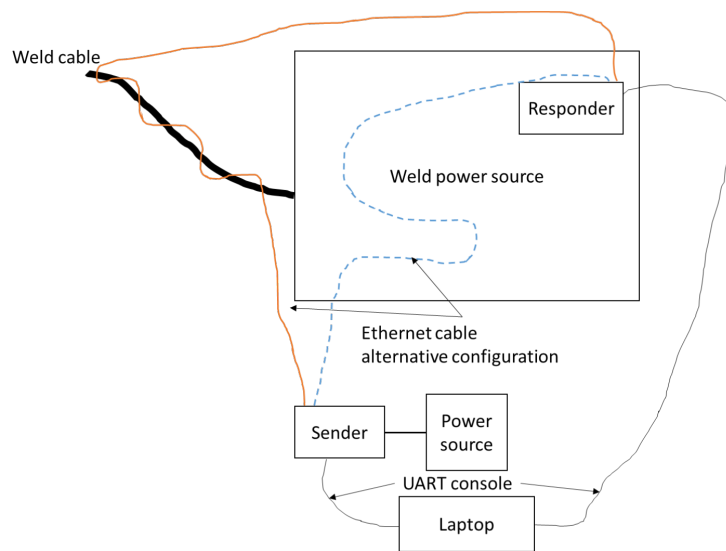 Weld cable
Responder
Weld power source
Ethernet cable
alternative configuration
Sender
Power
source
UART console
Laptop